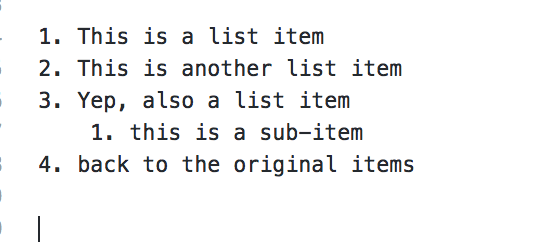 1. This is a list item
2. This is another list item
3. Yep, also a list item
1. this is a sub-item
4. back to the original items